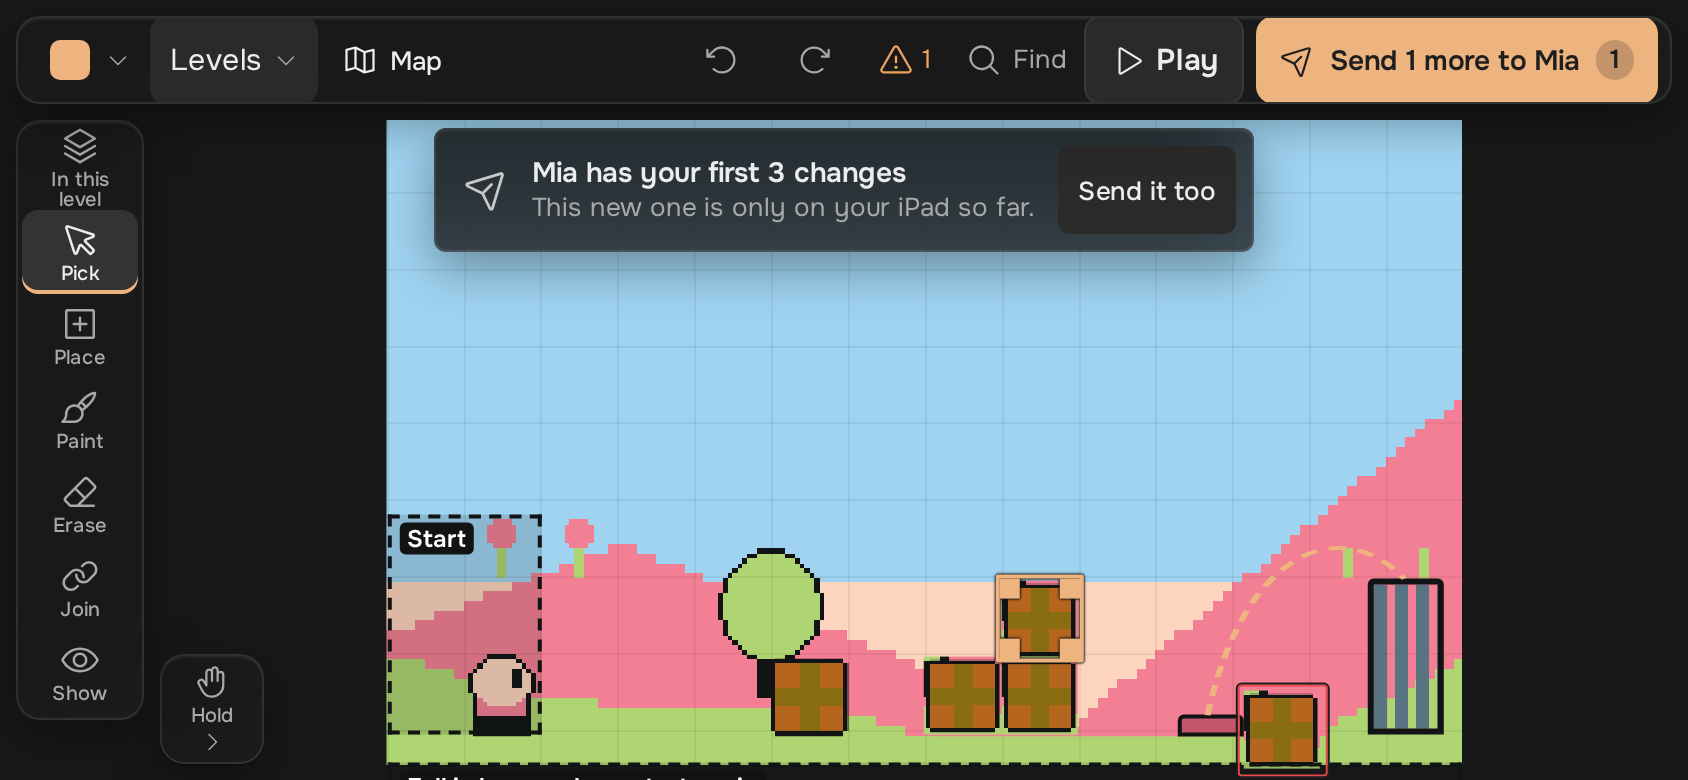 Levels
Map
1
Find
Play
Send 1 more to Mia
1
In this
level
Pick
Place
Paint
Erase
Join
Show
Hold
Mia has your first 3 changes
This new one is only on your iPad so far.
Send it too
Start